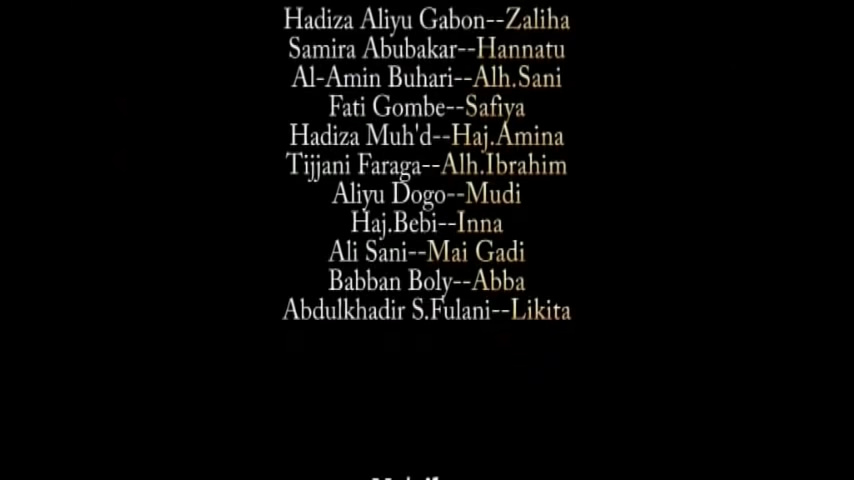 Hadiza Aliyu Gabon--Zaliha
Samira Abubakar--Hannatu
Al-Amin Buhari--Alh.Sani
Fati Gombe--Safiya
Hadiza Muh'd--Haj.Amina
Tijjani Faraga--Alh.Ibrahim
Aliyu Dogo--Mudi
Haj.Bebi--Inna
Ali Sani--Mai Gadi
Babban Boly--Abba
Abdulkhadir S.Fulani--Likita